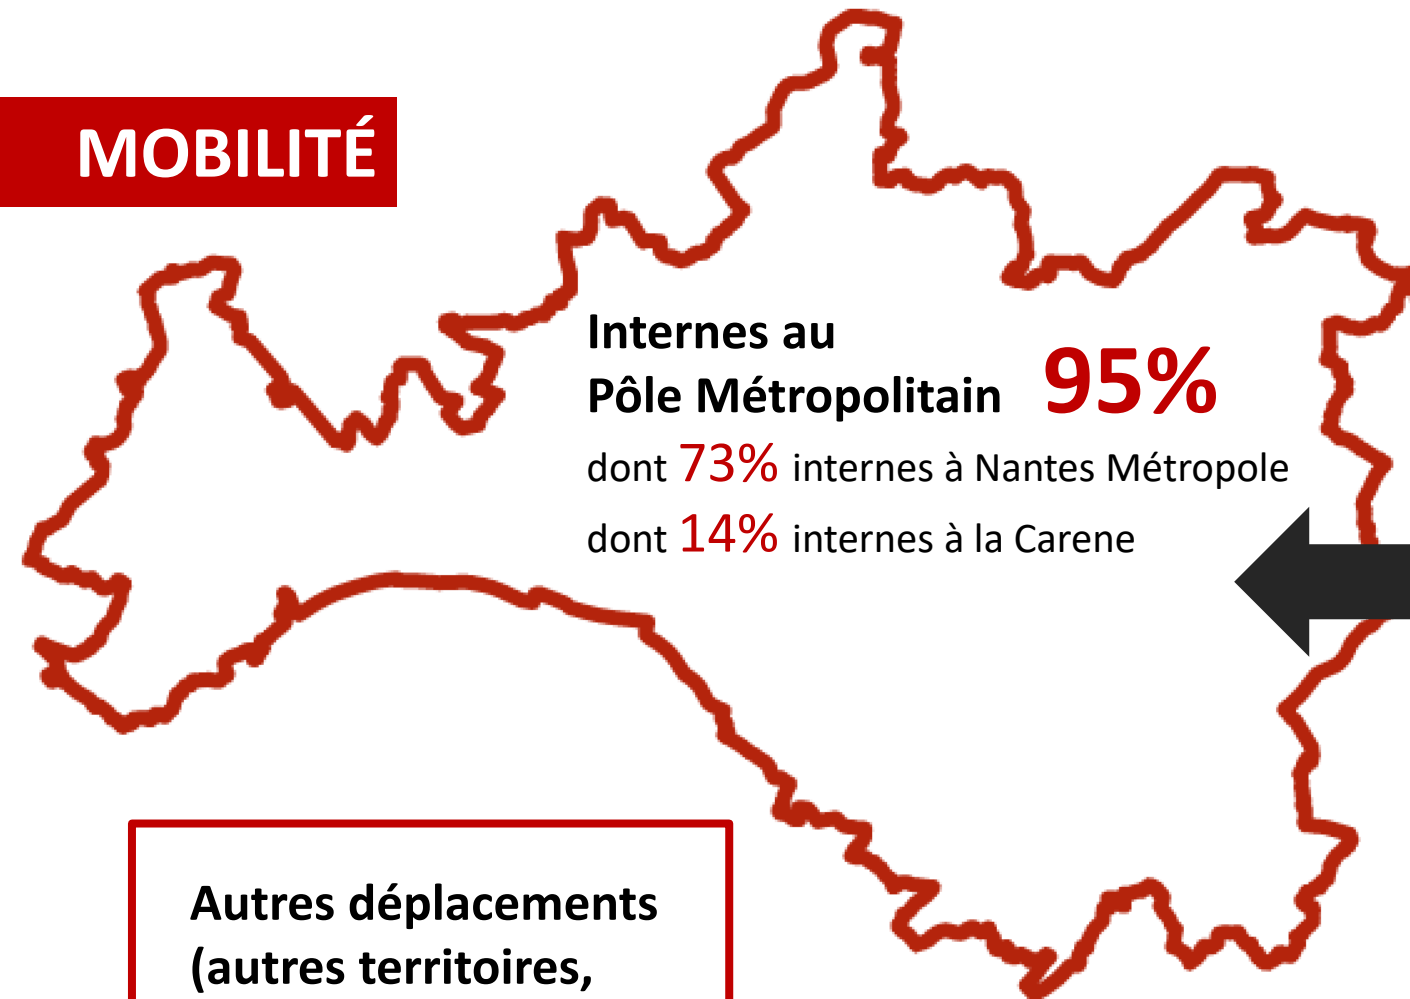 MOBILITÉ
Internes au
Pôle Métropolitain 95%
dont 73% internes à Nantes Métropole
dont 14% internes à la Carene
Autres déplacements
(autres territoires,